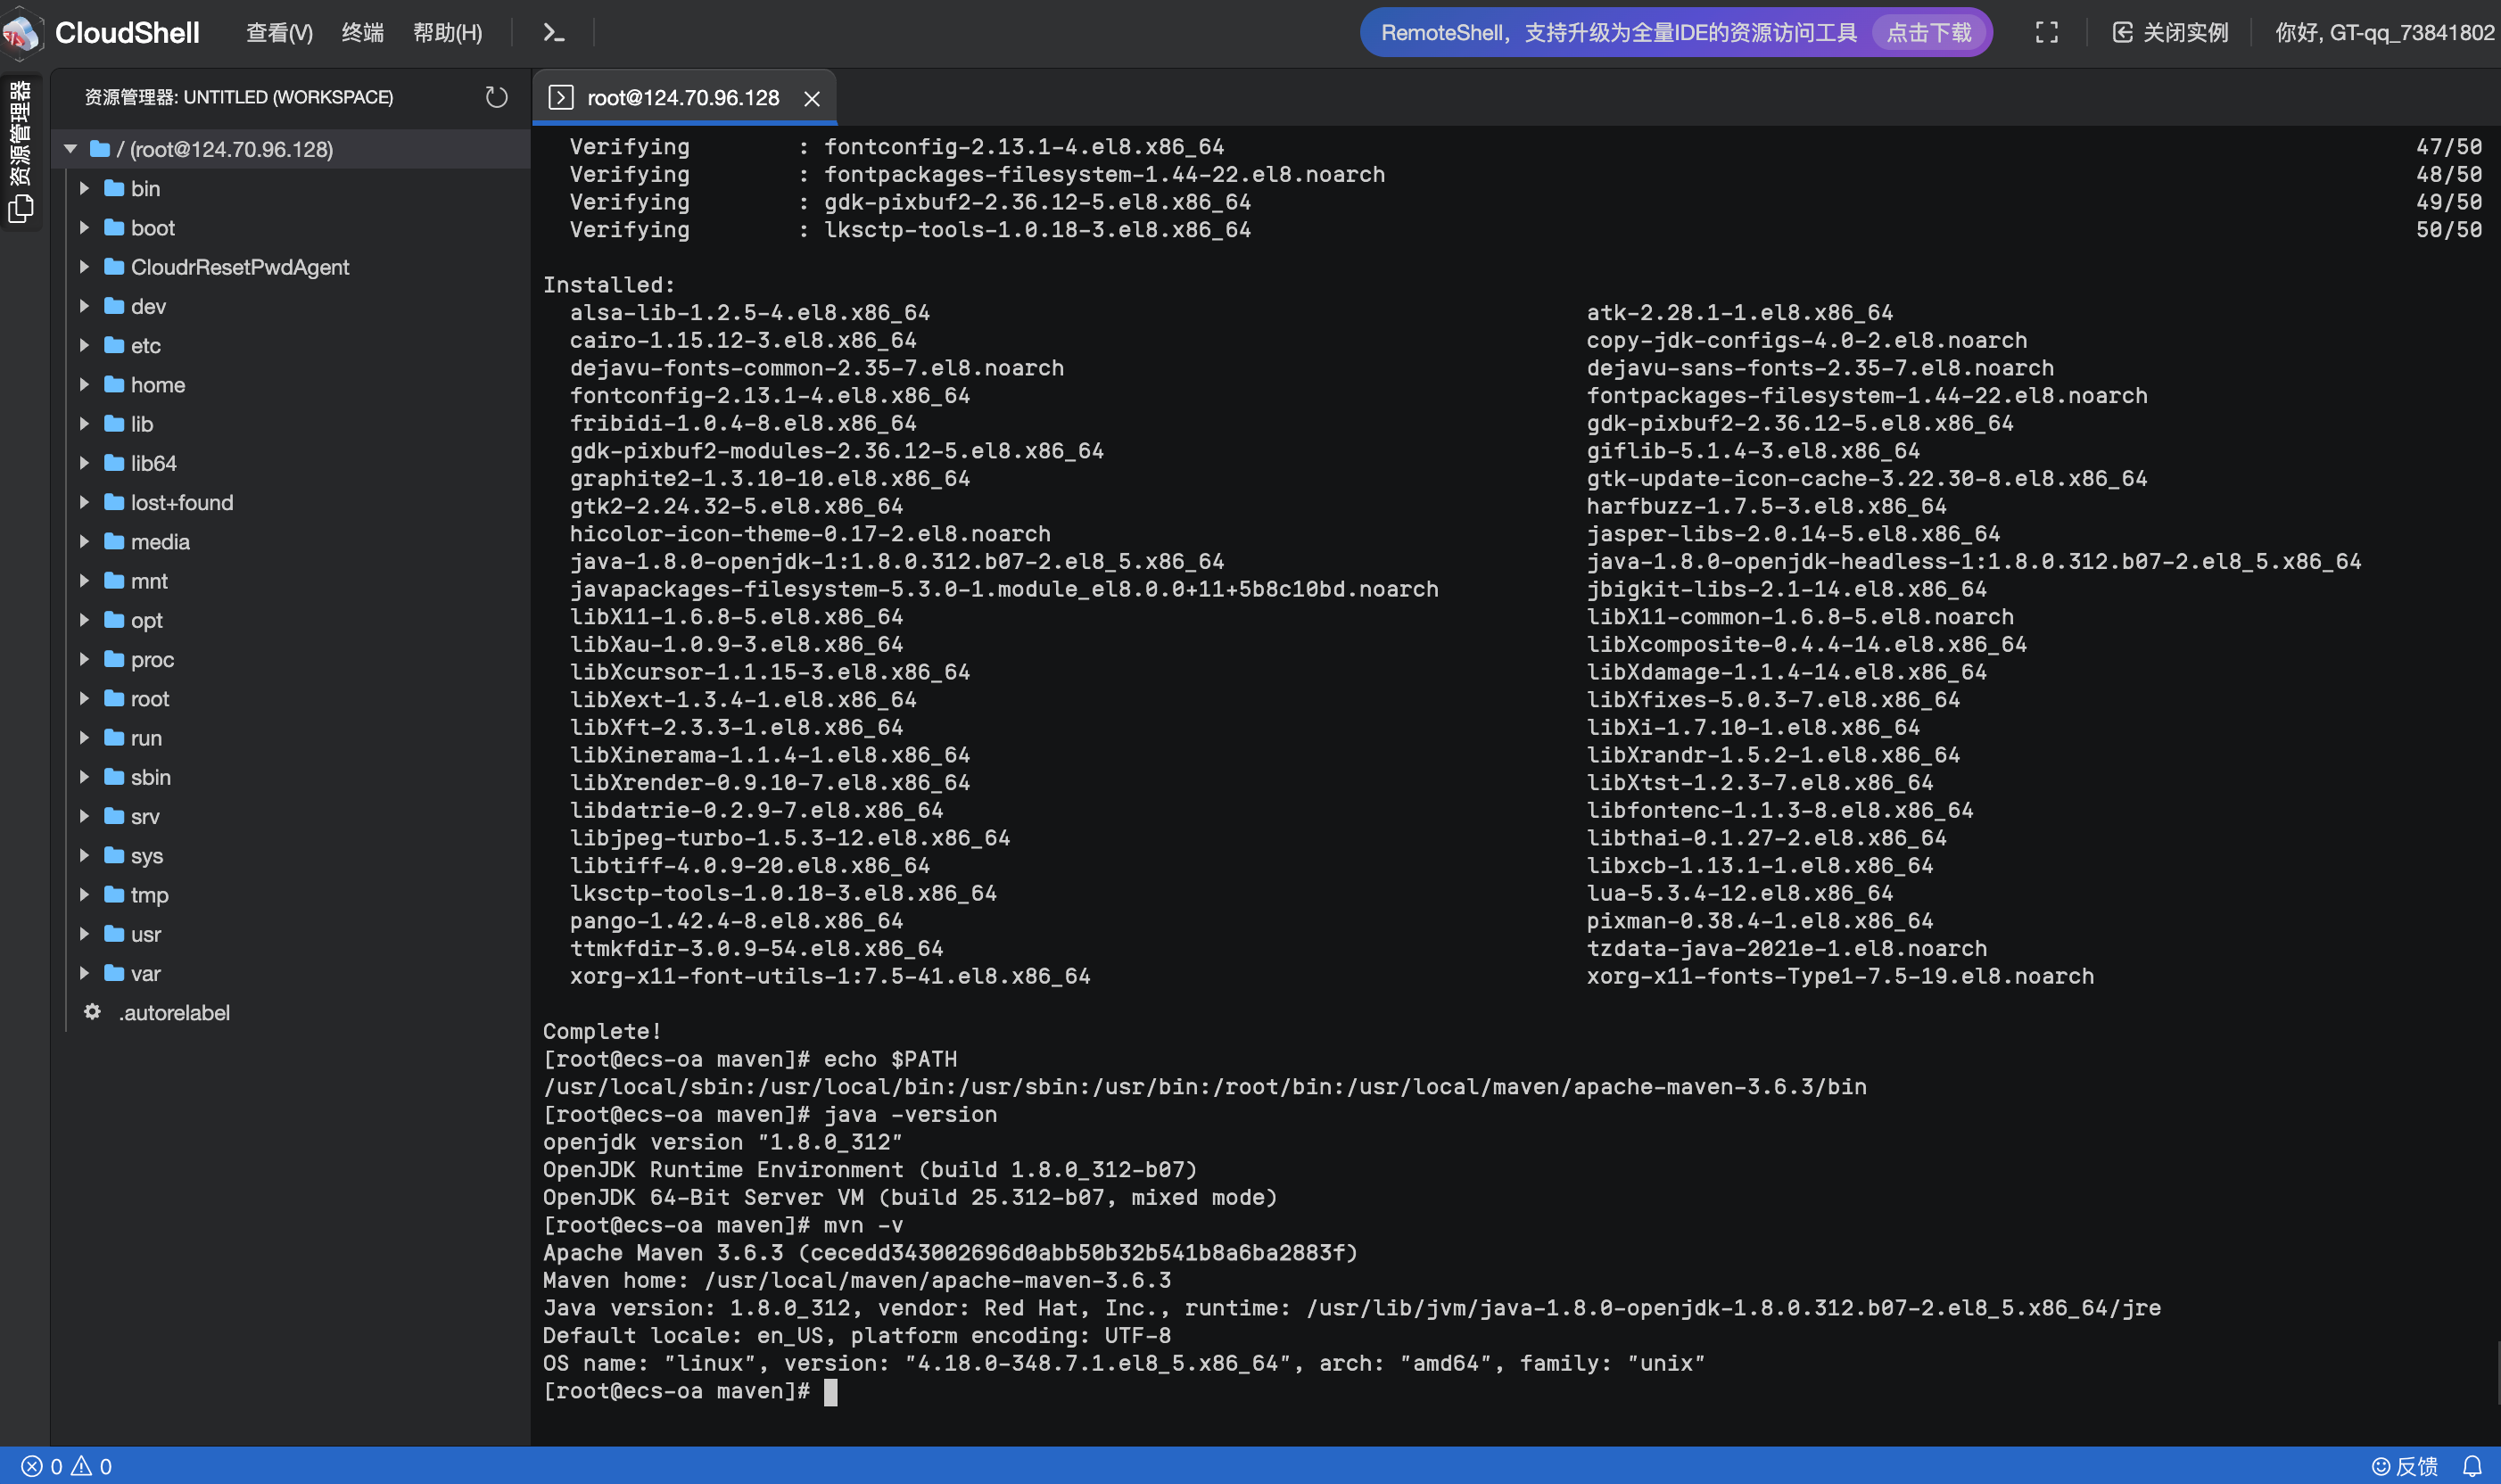 CloudShell 查看(V) 终端 帮助(H) RemoteShell，支持升级为全量IDE的资源访问工具 点击下载 关闭实例 你好, GT-qq_73841802
资源管理器
资源管理器: UNTITLED (WORKSPACE)
/ (root@124.70.96.128)
bin
boot
CloudrResetPwdAgent
dev
etc
home
lib
lib64
lost+found
media
mnt
opt
proc
root
run
sbin
srv
sys
tmp
usr
var
.autorelabel
root@124.70.96.128
Verifying : fontconfig-2.13.1-4.el8.x86_64 47/50
Verifying : fontpackages-filesystem-1.44-22.el8.noarch 48/50
Verifying : gdk-pixbuf2-2.36.12-5.el8.x86_64 49/50
Verifying : lksctp-tools-1.0.18-3.el8.x86_64 50/50
Installed:
alsa-lib-1.2.5-4.el8.x86_64 atk-2.28.1-1.el8.x86_64
cairo-1.15.12-3.el8.x86_64 copy-jdk-configs-4.0-2.el8.noarch
dejavu-fonts-common-2.35-7.el8.noarch dejavu-sans-fonts-2.35-7.el8.noarch
fontconfig-2.13.1-4.el8.x86_64 fontpackages-filesystem-1.44-22.el8.noarch
fribidi-1.0.4-8.el8.x86_64 gdk-pixbuf2-2.36.12-5.el8.x86_64
gdk-pixbuf2-modules-2.36.12-5.el8.x86_64 giflib-5.1.4-3.el8.x86_64
graphite2-1.3.10-10.el8.x86_64 gtk-update-icon-cache-3.22.30-8.el8.x86_64
gtk2-2.24.32-5.el8.x86_64 harfbuzz-1.7.5-3.el8.x86_64
hicolor-icon-theme-0.17-2.el8.noarch jasper-libs-2.0.14-5.el8.x86_64
java-1.8.0-openjdk-1:1.8.0.312.b07-2.el8_5.x86_64 java-1.8.0-openjdk-headless-1:1.8.0.312.b07-2.el8_5.x86_64
javapackages-filesystem-5.3.0-1.module_el8.0.0+11+5b8c10bd.noarch jbigkit-libs-2.1-14.el8.x86_64
libX11-1.6.8-5.el8.x86_64 libX11-common-1.6.8-5.el8.noarch
libXau-1.0.9-3.el8.x86_64 libXcomposite-0.4.4-14.el8.x86_64
libXcursor-1.1.15-3.el8.x86_64 libXdamage-1.1.4-14.el8.x86_64
libXext-1.3.4-1.el8.x86_64 libXfixes-5.0.3-7.el8.x86_64
libXft-2.3.3-1.el8.x86_64 libXi-1.7.10-1.el8.x86_64
libXinerama-1.1.4-1.el8.x86_64 libXrandr-1.5.2-1.el8.x86_64
libXrender-0.9.10-7.el8.x86_64 libXtst-1.2.3-7.el8.x86_64
libdatrie-0.2.9-7.el8.x86_64 libfontenc-1.1.3-8.el8.x86_64
libjpeg-turbo-1.5.3-12.el8.x86_64 libthai-0.1.27-2.el8.x86_64
libtiff-4.0.9-20.el8.x86_64 libxcb-1.13.1-1.el8.x86_64
lksctp-tools-1.0.18-3.el8.x86_64 lua-5.3.4-12.el8.x86_64
pango-1.42.4-8.el8.x86_64 pixman-0.38.4-1.el8.x86_64
ttmkfdir-3.0.9-54.el8.x86_64 tzdata-java-2021e-1.el8.noarch
xorg-x11-font-utils-1:7.5-41.el8.x86_64 xorg-x11-fonts-Type1-7.5-19.el8.noarch
Complete!
[root@ecs-oa maven]# echo $PATH
/usr/local/sbin:/usr/local/bin:/usr/sbin:/usr/bin:/root/bin:/usr/local/maven/apache-maven-3.6.3/bin
[root@ecs-oa maven]# java -version
openjdk version "1.8.0_312"
OpenJDK Runtime Environment (build 1.8.0_312-b07)
OpenJDK 64-Bit Server VM (build 25.312-b07, mixed mode)
[root@ecs-oa maven]# mvn -v
Apache Maven 3.6.3 (cecedd343002696d0abb50b32b541b8a6ba2883f)
Maven home: /usr/local/maven/apache-maven-3.6.3
Java version: 1.8.0_312, vendor: Red Hat, Inc., runtime: /usr/lib/jvm/java-1.8.0-openjdk-1.8.0.312.b07-2.el8_5.x86_64/jre
Default locale: en_US, platform encoding: UTF-8
OS name: "linux", version: "4.18.0-348.7.1.el8_5.x86_64", arch: "amd64", family: "unix"
[root@ecs-oa maven]#
0 0 反馈